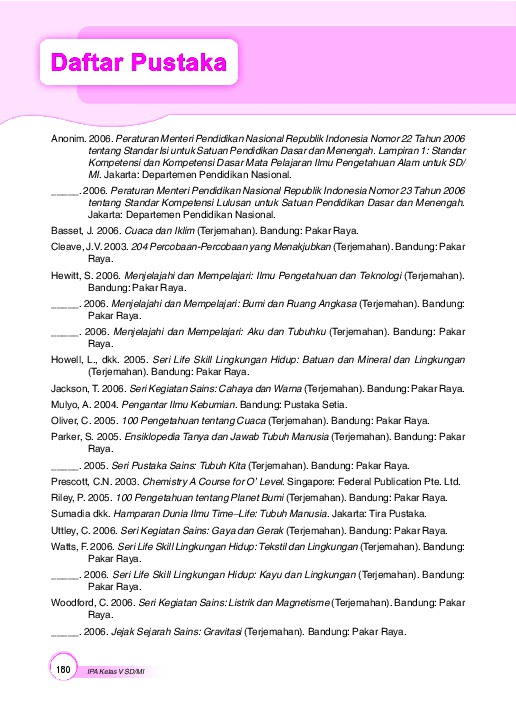 Daftar Pustaka
Anonim. 2006. Peraturan Menteri Pendidikan Nasional Republik Indonesia Nomor 22 Tahun 2006
tentang Standar Isi untuk Satuan Pendidikan Dasar dan Menengah. Lampiran 1: Standar
Kompetensi dan Kompetensi Dasar Mata Pelajaran Ilmu Pengetahuan Alam untuk SD/
MI. Jakarta: Departemen Pendidikan Nasional.
_____. 2006. Peraturan Menteri Pendidikan Nasional Republik Indonesia Nomor 23 Tahun 2006
tentang Standar Kompetensi Lulusan untuk Satuan Pendidikan Dasar dan Menengah.
Jakarta: Departemen Pendidikan Nasional.
Basset, J. 2006. Cuaca dan Iklim (Terjemahan). Bandung: Pakar Raya.
Cleave, J.V. 2003. 204 Percobaan-Percobaan yang Menakjubkan (Terjemahan). Bandung: Pakar
Raya.
Hewitt, S. 2006. Menjelajahi dan Mempelajari: Ilmu Pengetahuan dan Teknologi (Terjemahan).
Bandung: Pakar Raya.
_____. 2006. Menjelajahi dan Mempelajari: Bumi dan Ruang Angkasa (Terjemahan). Bandung:
Pakar Raya.
_____. 2006. Menjelajahi dan Mempelajari: Aku dan Tubuhku (Terjemahan). Bandung: Pakar
Raya.
Howell, L., dkk. 2005. Seri Life Skill Lingkungan Hidup: Batuan dan Mineral dan Lingkungan
(Terjemahan). Bandung: Pakar Raya.
Jackson, T. 2006. Seri Kegiatan Sains: Cahaya dan Warna (Terjemahan). Bandung: Pakar Raya.
Mulyo, A. 2004. Pengantar Ilmu Kebumian. Bandung: Pustaka Setia.
Oliver, C. 2005. 100 Pengetahuan tentang Cuaca (Terjemahan). Bandung: Pakar Raya.
Parker, S. 2005. Ensiklopedia Tanya dan Jawab Tubuh Manusia (Terjemahan). Bandung: Pakar
Raya.
_____. 2005. Seri Pustaka Sains: Tubuh Kita (Terjemahan). Bandung: Pakar Raya.
Prescott, C.N. 2003. Chemistry A Course for O' Level. Singapore: Federal Publication Pte. Ltd.
Riley, P. 2005. 100 Pengetahuan tentang Planet Bumi (Terjemahan). Bandung: Pakar Raya.
Sumadia dkk. Hamparan Dunia Ilmu Time–Life: Tubuh Manusia. Jakarta: Tira Pustaka.
Uttley, C. 2006. Seri Kegiatan Sains: Gaya dan Gerak (Terjemahan). Bandung: Pakar Raya.
Watts, F. 2006. Seri Life Skill Lingkungan Hidup: Tekstil dan Lingkungan (Terjemahan). Bandung:
Pakar Raya.
_____. 2006. Seri Life Skill Lingkungan Hidup: Kayu dan Lingkungan (Terjemahan). Bandung:
Pakar Raya.
Woodford, C. 2006. Seri Kegiatan Sains: Listrik dan Magnetisme (Terjemahan). Bandung: Pakar
Raya.
_____. 2006. Jejak Sejarah Sains: Gravitasi (Terjemahan). Bandung: Pakar Raya.
180
IPA Kelas V SD/MI